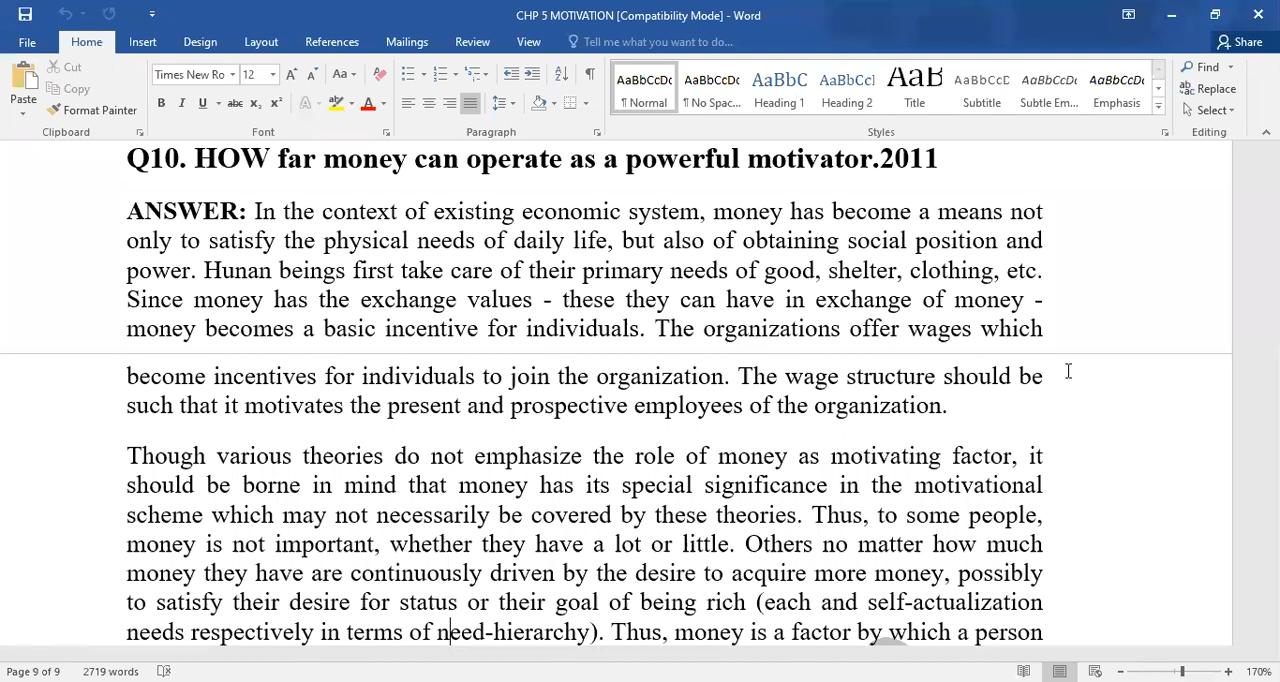 CHP 5 MOTIVATION [Compatibility Mode] - Word
File Home Insert Design Layout References Mailings Review View Tell me what you want to do... Share
Paste Cut Copy Format Painter
Times New Ro 12 Aa
AaBbCcDc AaBbCcDc AaBbC AaBbCcI AaB AaBbCcD AaBbCcDc AaBbCcDc
¶ Normal ¶ No Spac... Heading 1 Heading 2 Title Subtitle Subtle Em... Emphasis
Find Replace Select
Clipboard Font Paragraph Styles Editing
Q10. HOW far money can operate as a powerful motivator.2011
ANSWER: In the context of existing economic system, money has become a means not
only to satisfy the physical needs of daily life, but also of obtaining social position and
power. Hunan beings first take care of their primary needs of good, shelter, clothing, etc.
Since money has the exchange values - these they can have in exchange of money -
money becomes a basic incentive for individuals. The organizations offer wages which
become incentives for individuals to join the organization. The wage structure should be
such that it motivates the present and prospective employees of the organization.
Though various theories do not emphasize the role of money as motivating factor, it
should be borne in mind that money has its special significance in the motivational
scheme which may not necessarily be covered by these theories. Thus, to some people,
money is not important, whether they have a lot or little. Others no matter how much
money they have are continuously driven by the desire to acquire more money, possibly
to satisfy their desire for status or their goal of being rich (each and self-actualization
needs respectively in terms of need-hierarchy). Thus, money is a factor by which a person
Page 9 of 9 2719 words 170%